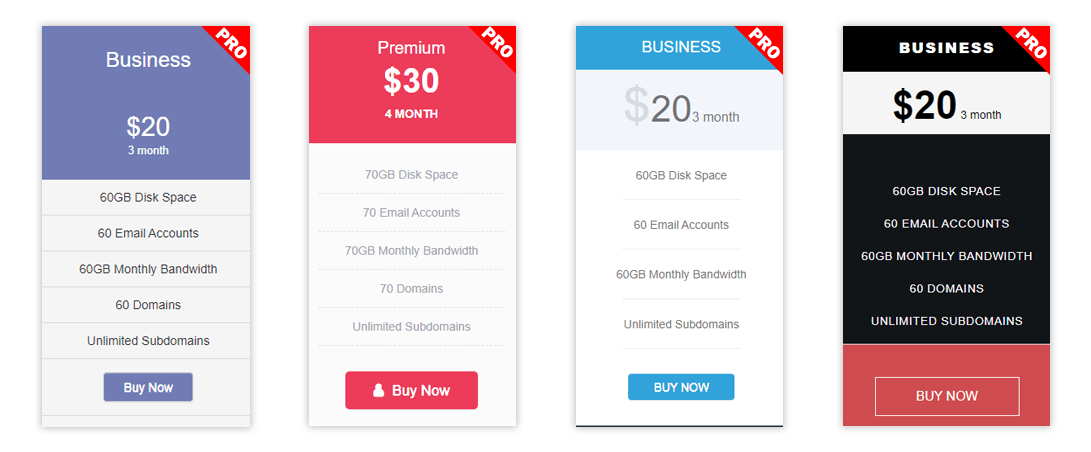 PRO
Business
$20
3 month
60GB Disk Space
60 Email Accounts
60GB Monthly Bandwidth
60 Domains
Unlimited Subdomains
Buy Now
PRO
Premium
$30
4 MONTH
70GB Disk Space
70 Email Accounts
70GB Monthly Bandwidth
70 Domains
Unlimited Subdomains
Buy Now
PRO
BUSINESS
$20 3 month
60GB Disk Space
60 Email Accounts
60GB Monthly Bandwidth
Unlimited Subdomains
BUY NOW
PRO
BUSINESS
$20 3 month
60GB DISK SPACE
60 EMAIL ACCOUNTS
60GB MONTHLY BANDWIDTH
60 DOMAINS
UNLIMITED SUBDOMAINS
BUY NOW